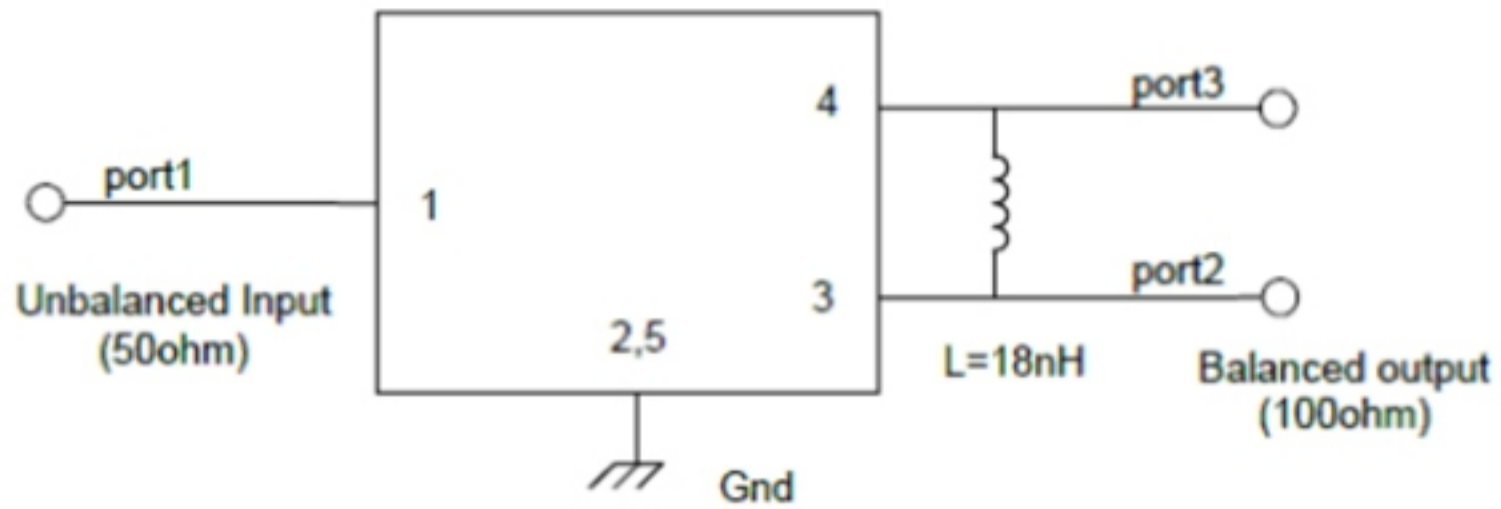 port1
Unbalanced Input
(50ohm)
1
4
3
2,5
Gnd
port3
port2
L=18nH
Balanced output
(100ohm)